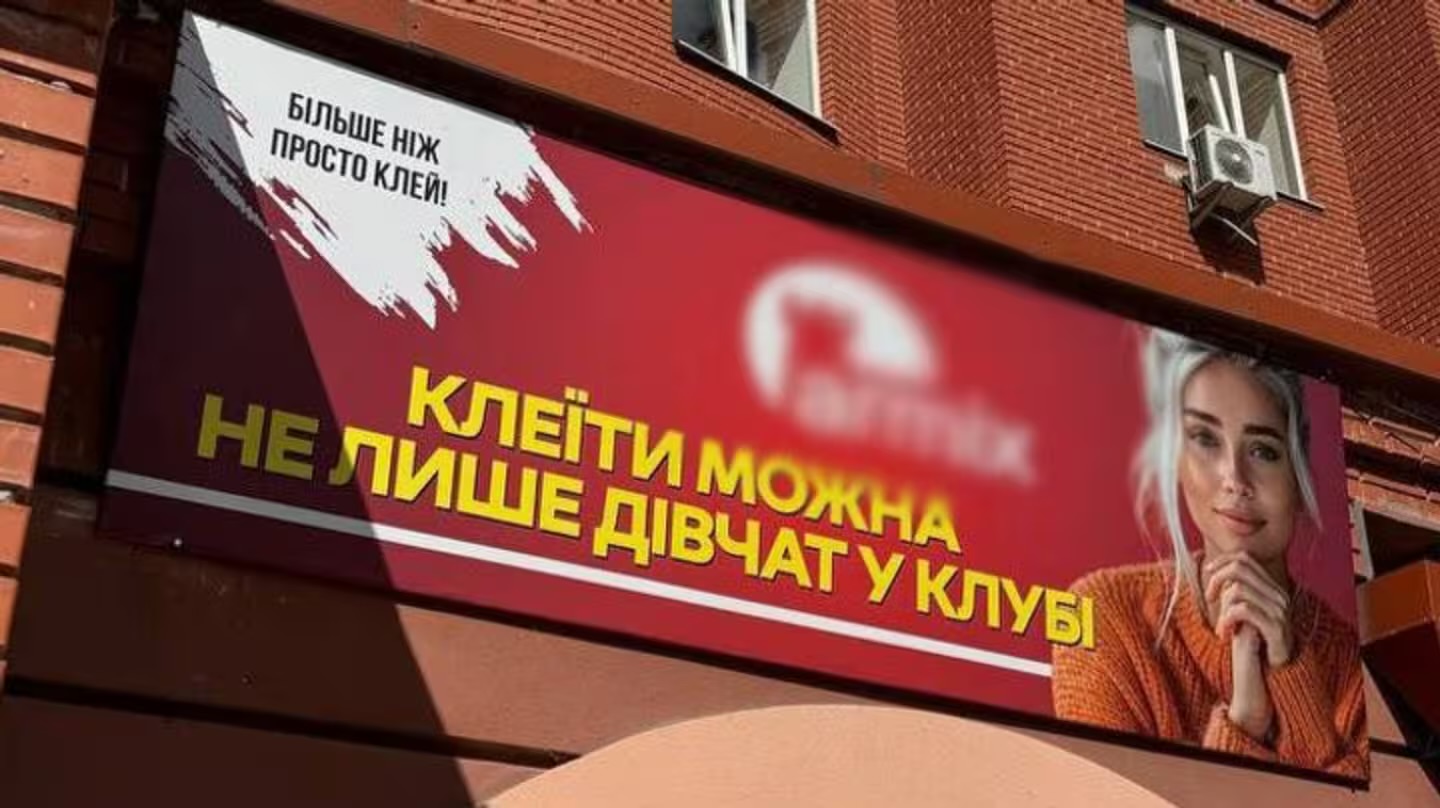 БІЛЬШЕ НІЖ
ПРОСТО КЛЕЙ!
КЛЕЇТИ МОЖНА
НЕ ЛИШЕ ДІВЧАТ У КЛУБІ